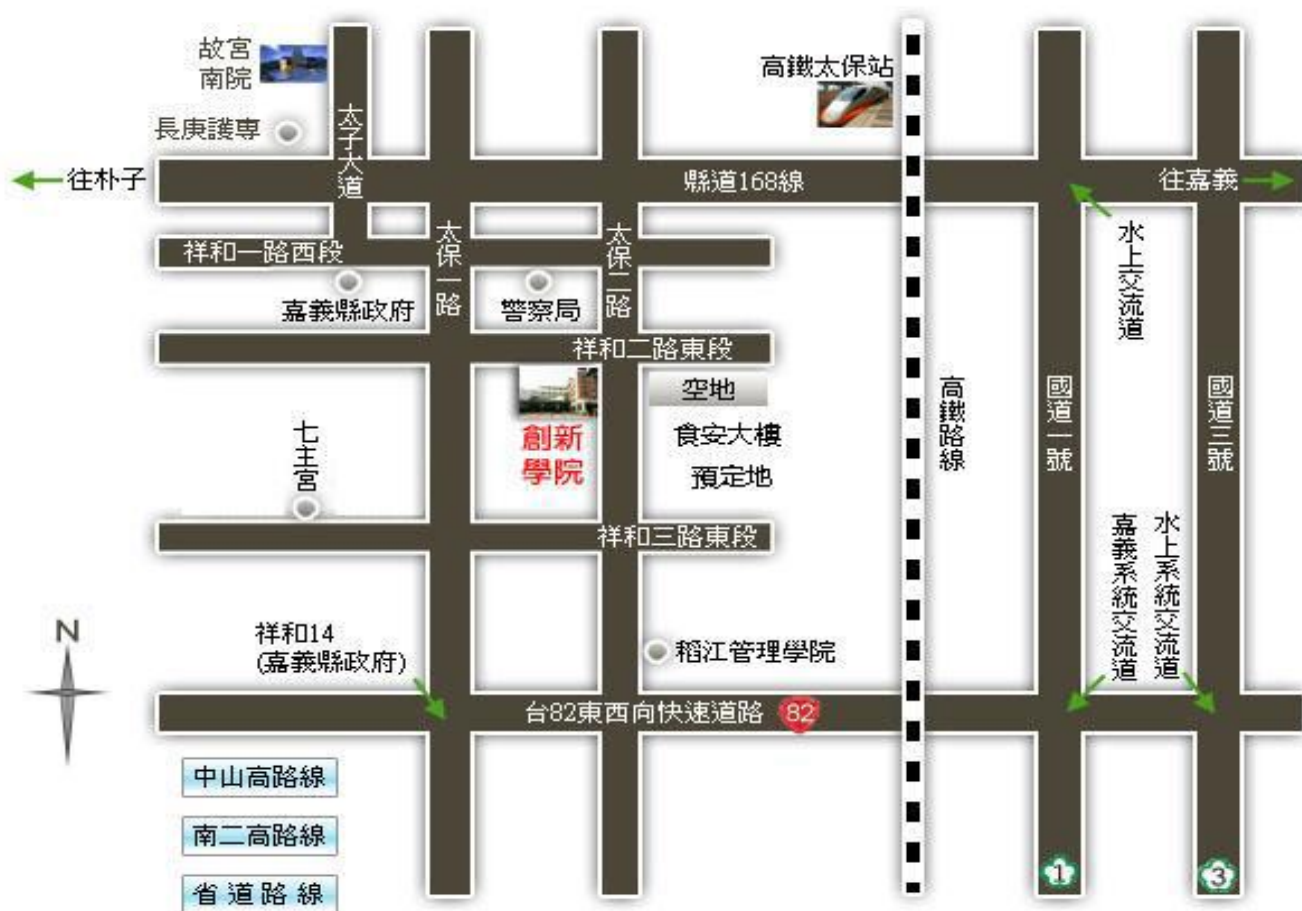 故宮
南院
高鐵太保站
長庚護專
太子大道
往朴子
縣道168線
往嘉義
祥和一路西段
太保一路
太保二路
水上交流道
嘉義縣政府
警察局
祥和二路東段
空地
高鐵路線
國道一號
國道三號
七主宮
創新
學院
食安大樓
預定地
祥和三路東段
嘉義系統交流道
水上系統交流道
N
祥和14
(嘉義縣政府)
稻江管理學院
台82東西向快速道路
82
中山高路線
南二高路線
省道路線
1
3